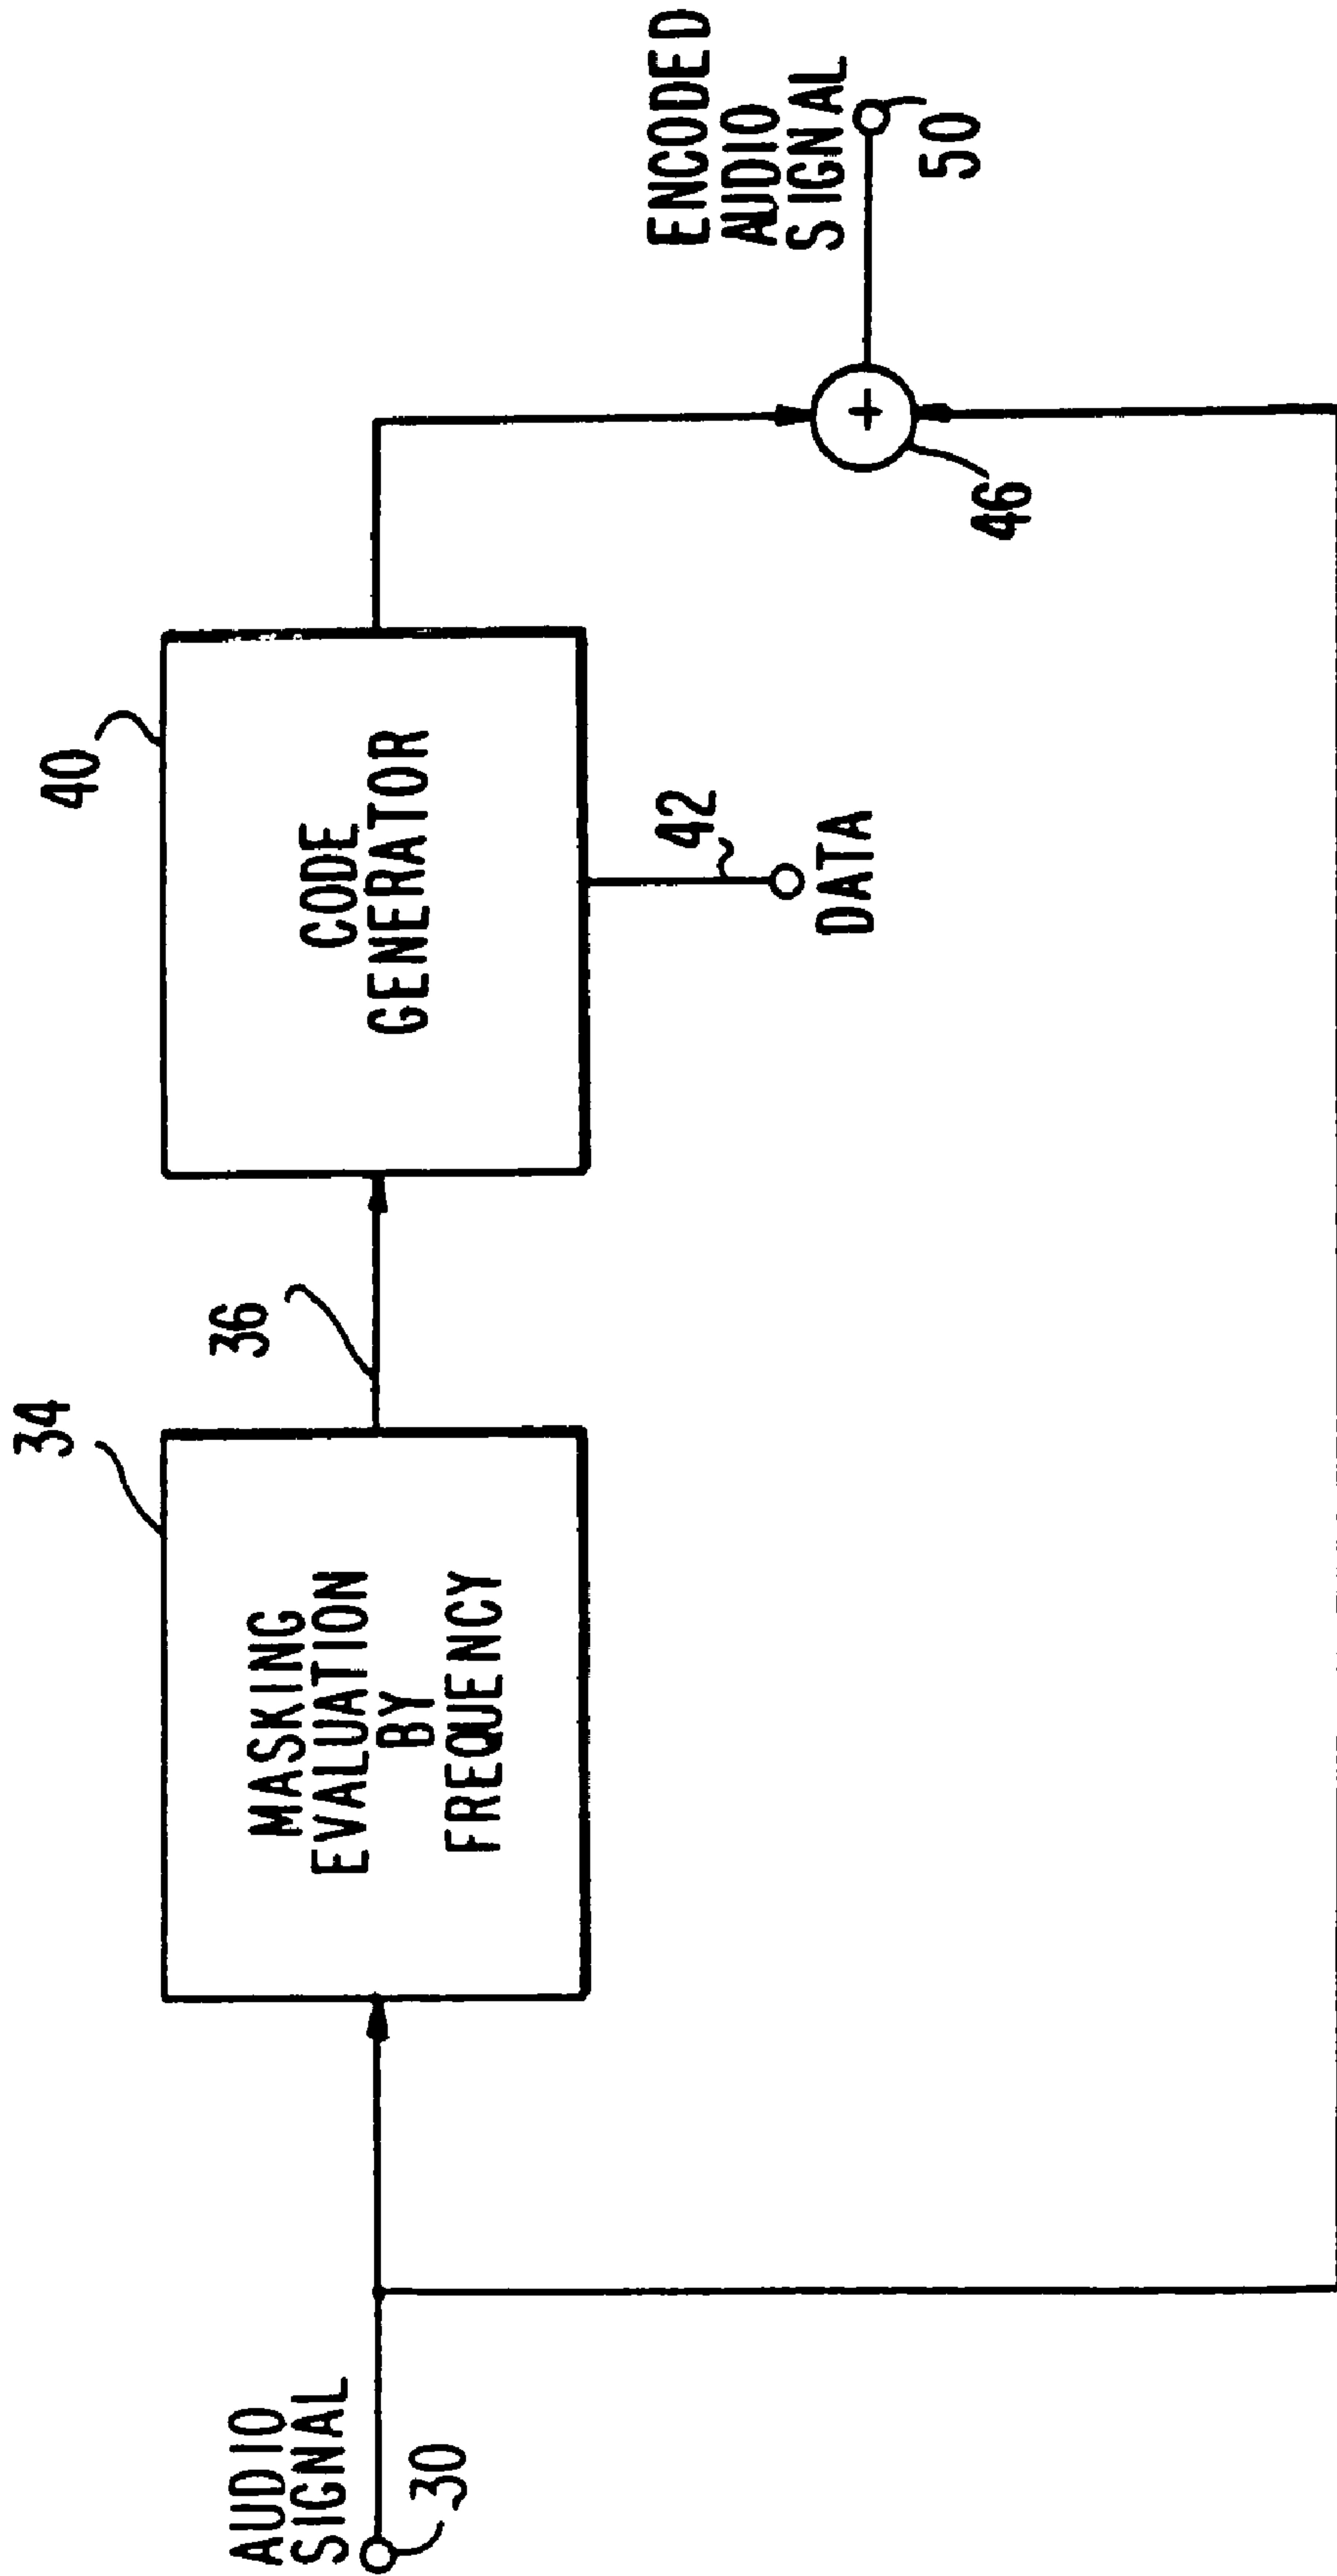 AUDIO
SIGNAL
30
34
MASKING
EVALUATION
BY
FREQUENCY
36
40
CODE
GENERATOR
42
DATA
+
46
ENCODED
AUDIO
SIGNAL
50